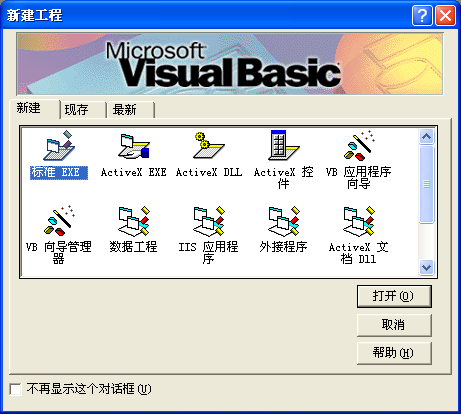 新建工程
Microsoft
Visual Basic
新建
现存
最新
标准 EXE
ActiveX EXE
ActiveX DLL
ActiveX 控
件
VB 应用程序
向导
VB 向导管理
器
数据工程
IIS 应用程
序
外接程序
ActiveX 文
档 Dll
打开(O)
取消
帮助(H)
不再显示这个对话框(U)